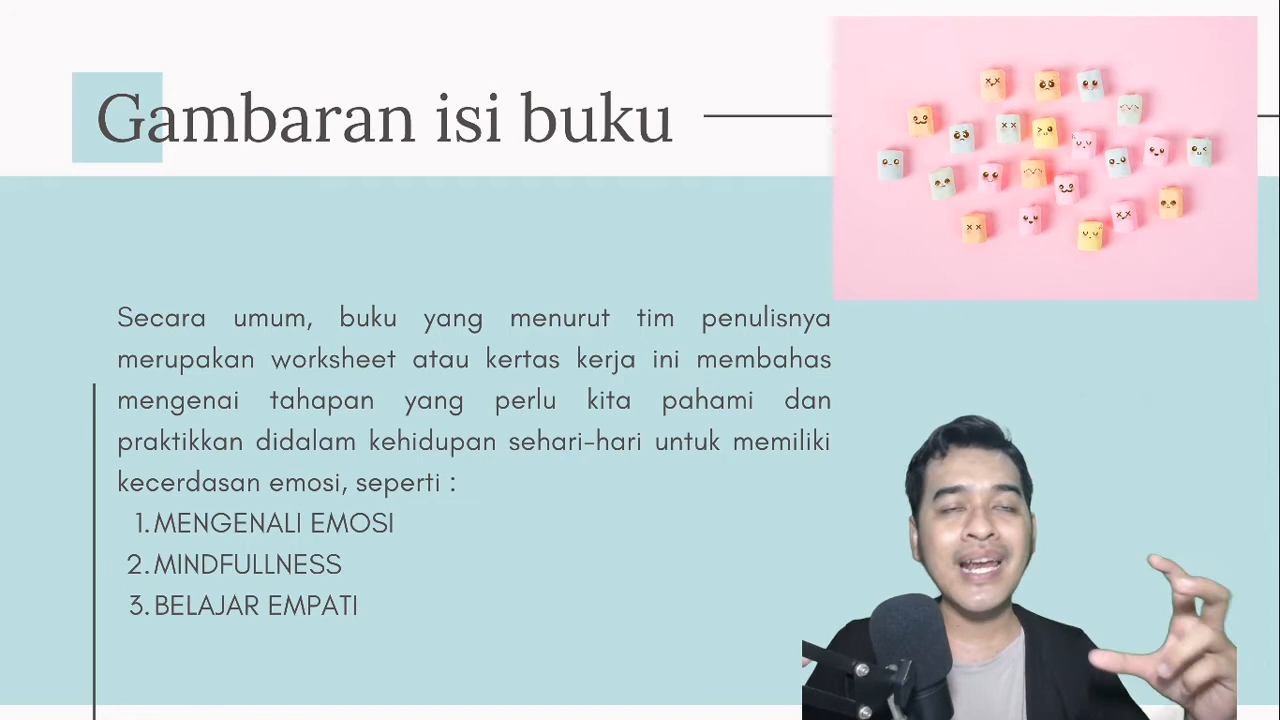 Gambaran isi buku
Secara umum, buku yang menurut tim penulisnya
merupakan worksheet atau kertas kerja ini membahas
mengenai tahapan yang perlu kita pahami dan
praktikkan didalam kehidupan sehari-hari untuk memiliki
kecerdasan emosi, seperti :
1. MENGENALI EMOSI
2. MINDFULLNESS
3. BELAJAR EMPATI